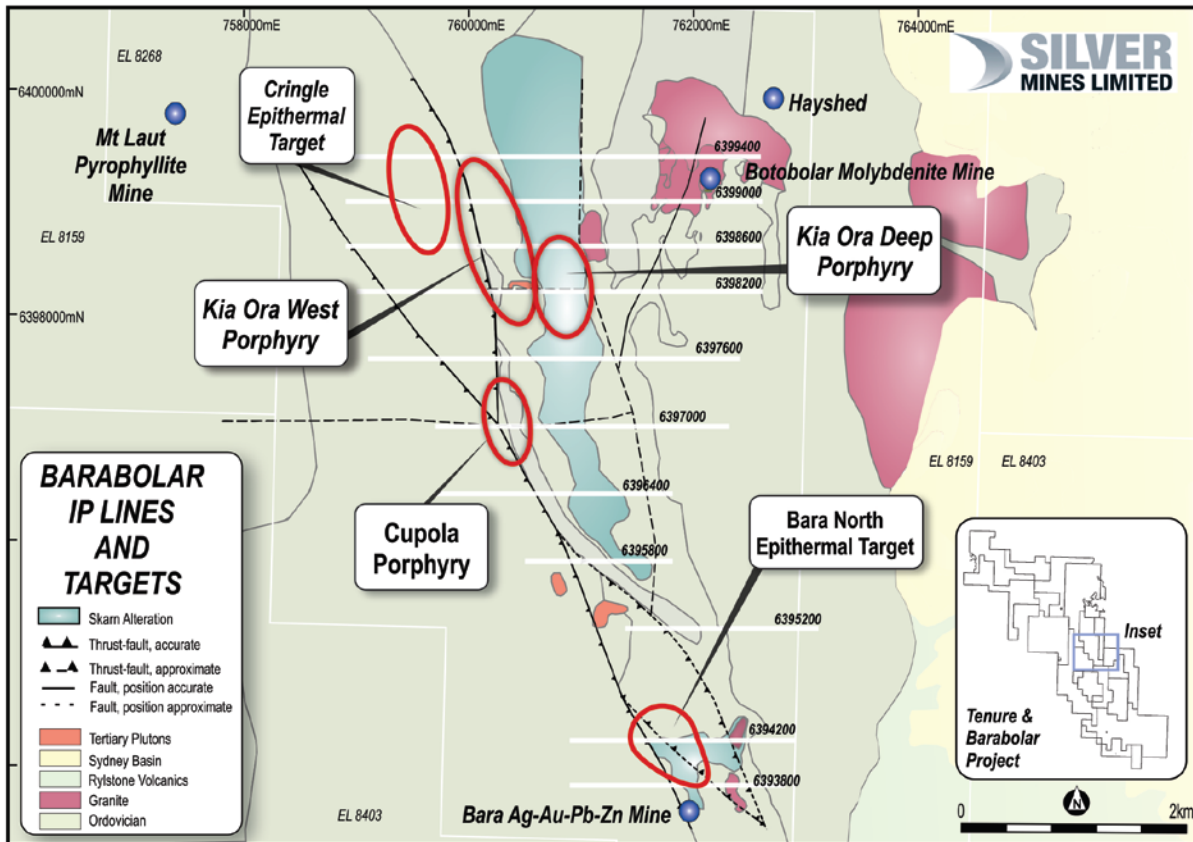 758000mE
760000mE
762000mE
764000mE
EL 8268
SILVER
MINES LIMITED
6400000mN
Cringle
Epithermal
Target
Hayshed
Mt Laut
Pyrophyllite
Mine
6399400
Botobolar Molybdenite Mine
6399000
EL 8159
6398600
Kia Ora Deep
Porphyry
6398200
Kia Ora West
Porphyry
6398000mN
6397600
6397000
BARABOLAR
IP LINES
AND
TARGETS
EL 8159
EL 8403
6396400
Cupola
Porphyry
Bara North
Epithermal Target
6395800
Skarn Alteration
Thrust-fault, accurate
Thrust-fault, approximate
Fault, position accurate
Fault, position approximate
Tertiary Plutons
Sydney Basin
Rylstone Volcanics
Granite
Ordovician
6395200
Inset
Tenure &
Barabolar
Project
6394200
6393800
EL 8403
Bara Ag-Au-Pb-Zn Mine
N
0
2km